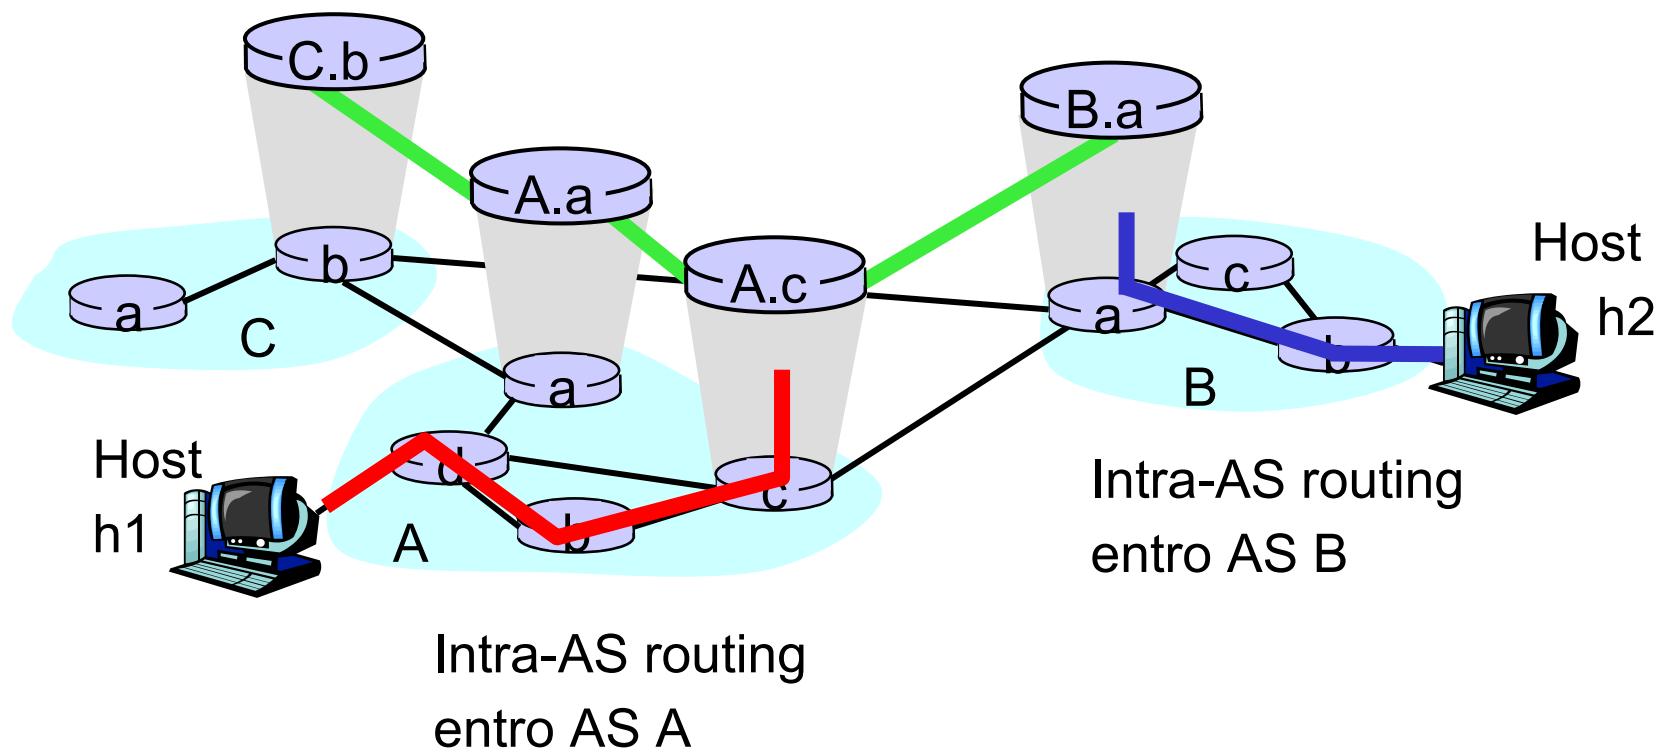 C.b
B.a
A.a
A.c
Host
h2
b
c
a
a
C
b
a
B
Host
h1
d
c
b
A
Intra-AS routing
entro AS B
Intra-AS routing
entro AS A